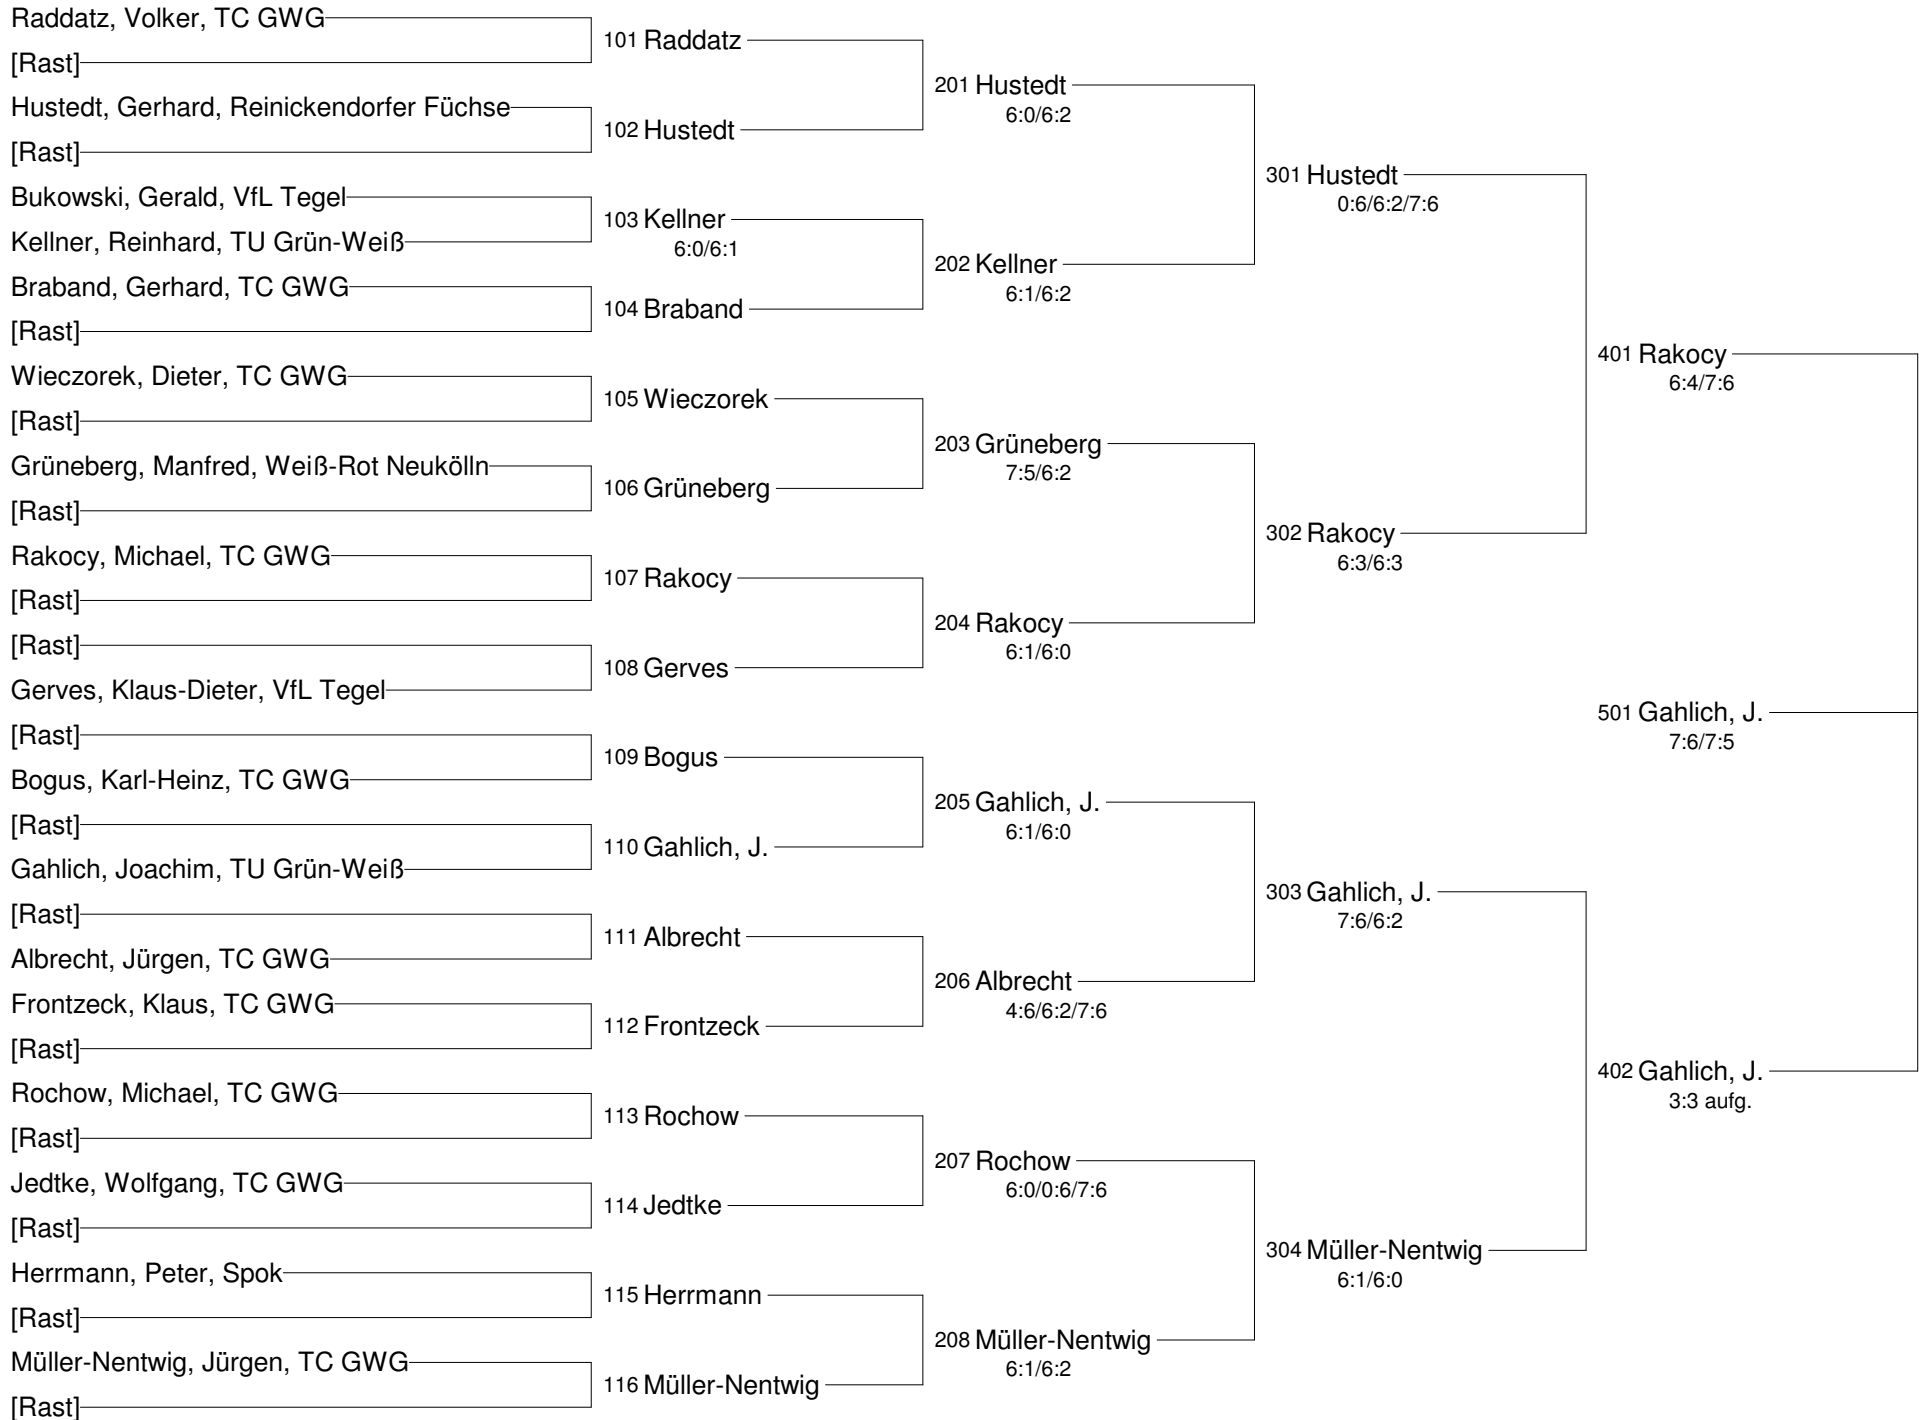 Raddatz, Volker, TC GWG
[Rast]
Hustedt, Gerhard, Reinickendorfer Füchse
[Rast]
Bukowski, Gerald, VfL Tegel
Kellner, Reinhard, TU Grün-Weiß
Braband, Gerhard, TC GWG
[Rast]
Wieczorek, Dieter, TC GWG
[Rast]
Grüneberg, Manfred, Weiß-Rot Neukölln
[Rast]
Rakocy, Michael, TC GWG
[Rast]
[Rast]
Gerves, Klaus-Dieter, VfL Tegel
[Rast]
Bogus, Karl-Heinz, TC GWG
[Rast]
Gahlich, Joachim, TU Grün-Weiß
[Rast]
Albrecht, Jürgen, TC GWG
Frontzeck, Klaus, TC GWG
[Rast]
Rochow, Michael, TC GWG
[Rast]
Jedtke, Wolfgang, TC GWG
[Rast]
Herrmann, Peter, Spok
[Rast]
Müller-Nentwig, Jürgen, TC GWG
[Rast]
101 Raddatz
102 Hustedt
103 Kellner
6:0/6:1
104 Braband
105 Wieczorek
106 Grüneberg
107 Rakocy
108 Gerves
109 Bogus
110 Gahlich, J.
111 Albrecht
112 Frontzeck
113 Rochow
114 Jedtke
115 Herrmann
116 Müller-Nentwig
201 Hustedt
6:0/6:2
202 Kellner
6:1/6:2
203 Grüneberg
7:5/6:2
204 Rakocy
6:1/6:0
205 Gahlich, J.
6:1/6:0
206 Albrecht
4:6/6:2/7:6
207 Rochow
6:0/0:6/7:6
208 Müller-Nentwig
6:1/6:2
301 Hustedt
0:6/6:2/7:6
302 Rakocy
6:3/6:3
303 Gahlich, J.
7:6/6:2
304 Müller-Nentwig
6:1/6:0
401 Rakocy
6:4/7:6
501 Gahlich, J.
7:6/7:5
402 Gahlich, J.
3:3 aufg.